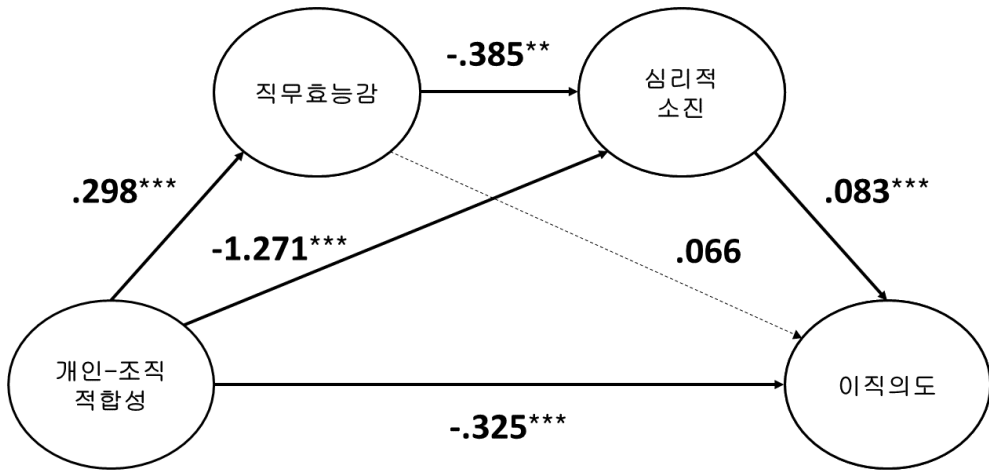 -.385**
직무효능감
심리적
소진
.298***
.083***
-1.271***
.066
개인-조직
적합성
이직의도
-.325***